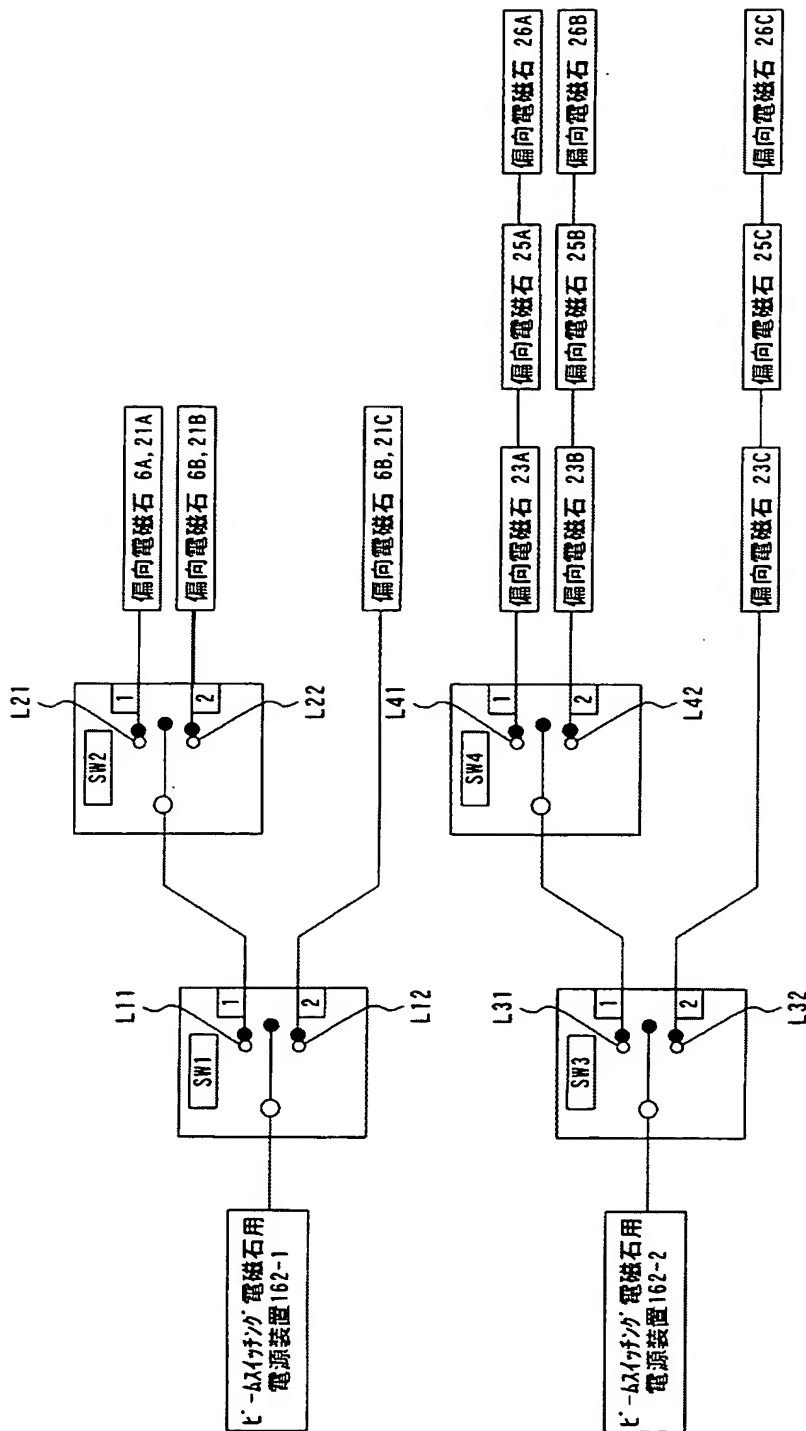 ﾋﾞｰﾑｽｲｯﾁﾝｸﾞ電磁石用
電源装置162-1
SW1
1
2
L11
L12
SW2
1
2
L21
L22
偏向電磁石 6A,21A
偏向電磁石 6B,21B
偏向電磁石 6B,21C
ﾋﾞｰﾑｽｲｯﾁﾝｸﾞ電磁石用
電源装置162-2
SW3
1
2
L31
L32
SW4
1
2
L41
L42
偏向電磁石 23A
偏向電磁石 25A
偏向電磁石 26A
偏向電磁石 23B
偏向電磁石 25B
偏向電磁石 26B
偏向電磁石 23C
偏向電磁石 25C
偏向電磁石 26C